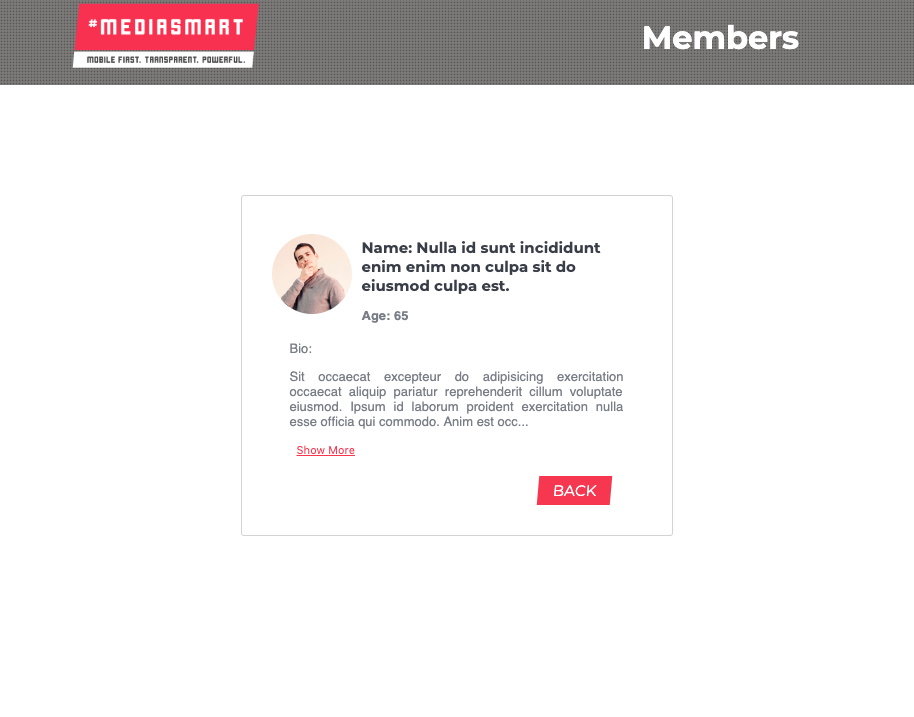 #MEDIASMART
MOBILE FIRST. TRANSPARENT. POWERFUL.
Members
Name: Nulla id sunt incididunt
enim enim non culpa sit do
eiusmod culpa est.
Age: 65
Bio:
Sit occaecat excepteur do adipisicing exercitation
occaecat aliquip pariatur reprehenderit cillum voluptate
eiusmod. Ipsum id laborum proident exercitation nulla
esse officia qui commodo. Anim est occ...
Show More
BACK